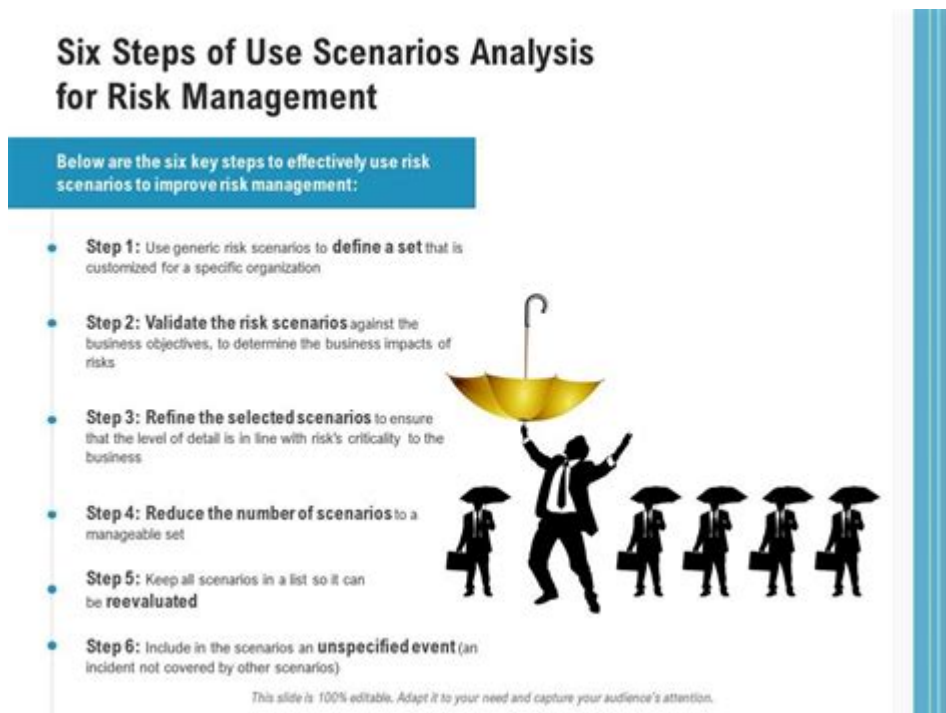 Six Steps of Use Scenarios Analysis
for Risk Management
Below are the six key steps to effectively use risk
scenarios to improve risk management:
Step 1: Use generic risk scenarios to define a set that is
customized for a specific organization
Step 2: Validate the risk scenarios against the
business objectives, to determine the business impacts of
risks
Step 3: Refine the selected scenarios to ensure
that the level of detail is in line with risk's criticality to the
business
Step 4: Reduce the number of scenarios to a
manageable set
Step 5: Keep all scenarios in a list so it can
be reevaluated
Step 6: Include in the scenarios an unspecified event (an
incident not covered by other scenarios)
This slide is 100% editable. Adapt it to your need and capture your audience's attention.